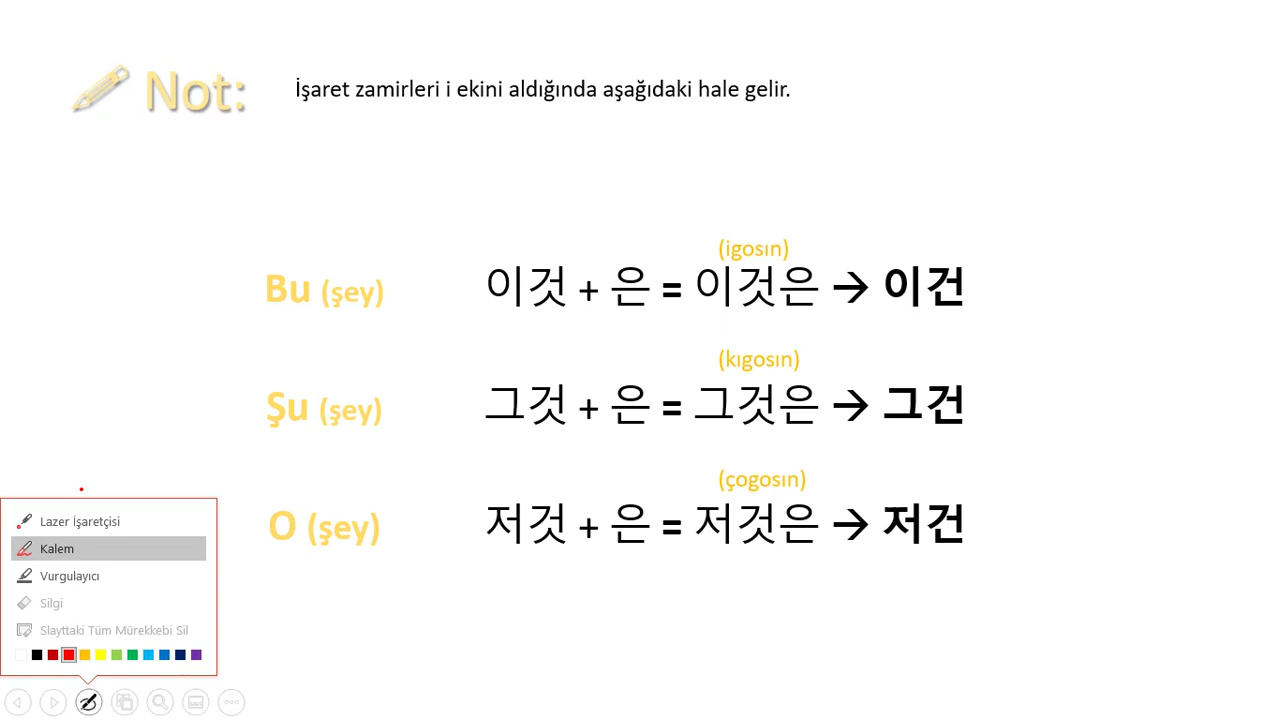 Not:
İşaret zamirleri i ekini aldığında aşağıdaki hale gelir.
(igosın)
Bu (şey) 이것 + 은 = 이것은 → 이건
(kıgosın)
Şu (şey) 그것 + 은 = 그것은 → 그건
(çogosın)
O (şey) 저것 + 은 = 저것은 → 저건
Lazer İşaretçisi
Kalem
Vurgulayıcı
Silgi
Slayttaki Tüm Mürekkebi Sil